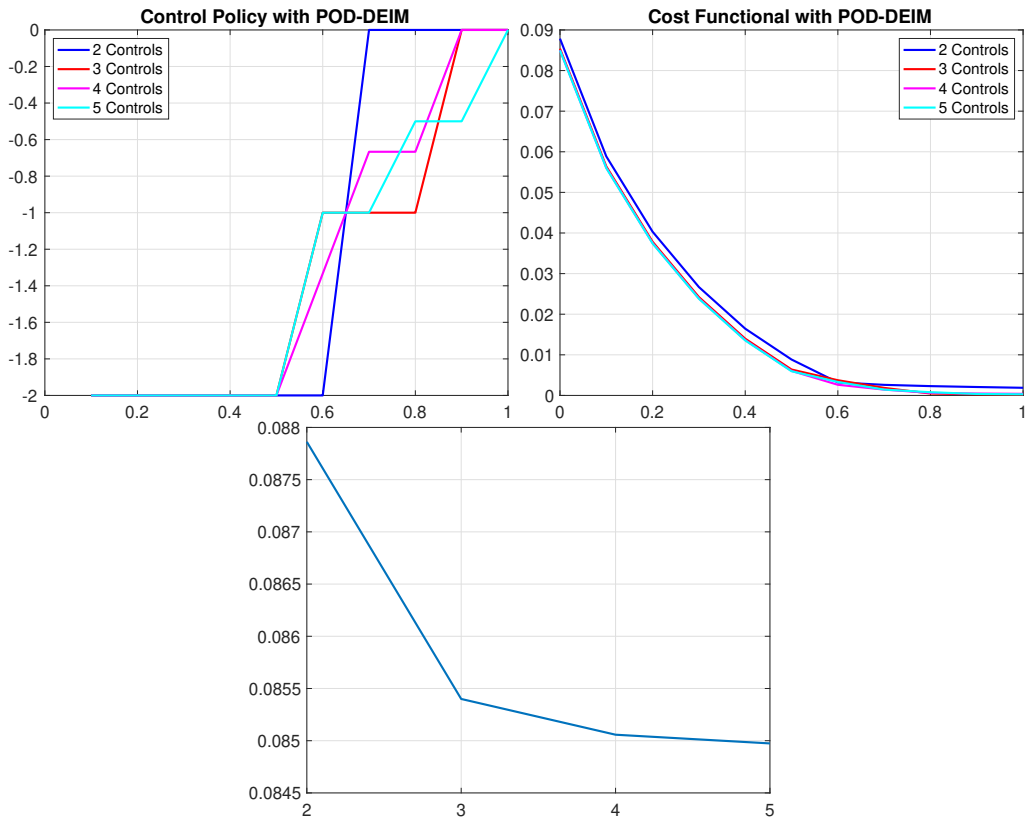 Control Policy with POD-DEIM
2 Controls
3 Controls
4 Controls
5 Controls
0
-0.2
-0.4
-0.6
-0.8
-1
-1.2
-1.4
-1.6
-1.8
-2
0 0.2 0.4 0.6 0.8 1
Cost Functional with POD-DEIM
2 Controls
3 Controls
4 Controls
5 Controls
0.09
0.08
0.07
0.06
0.05
0.04
0.03
0.02
0.01
0
0 0.2 0.4 0.6 0.8 1
0.088
0.0875
0.087
0.0865
0.086
0.0855
0.085
0.0845
2 3 4 5